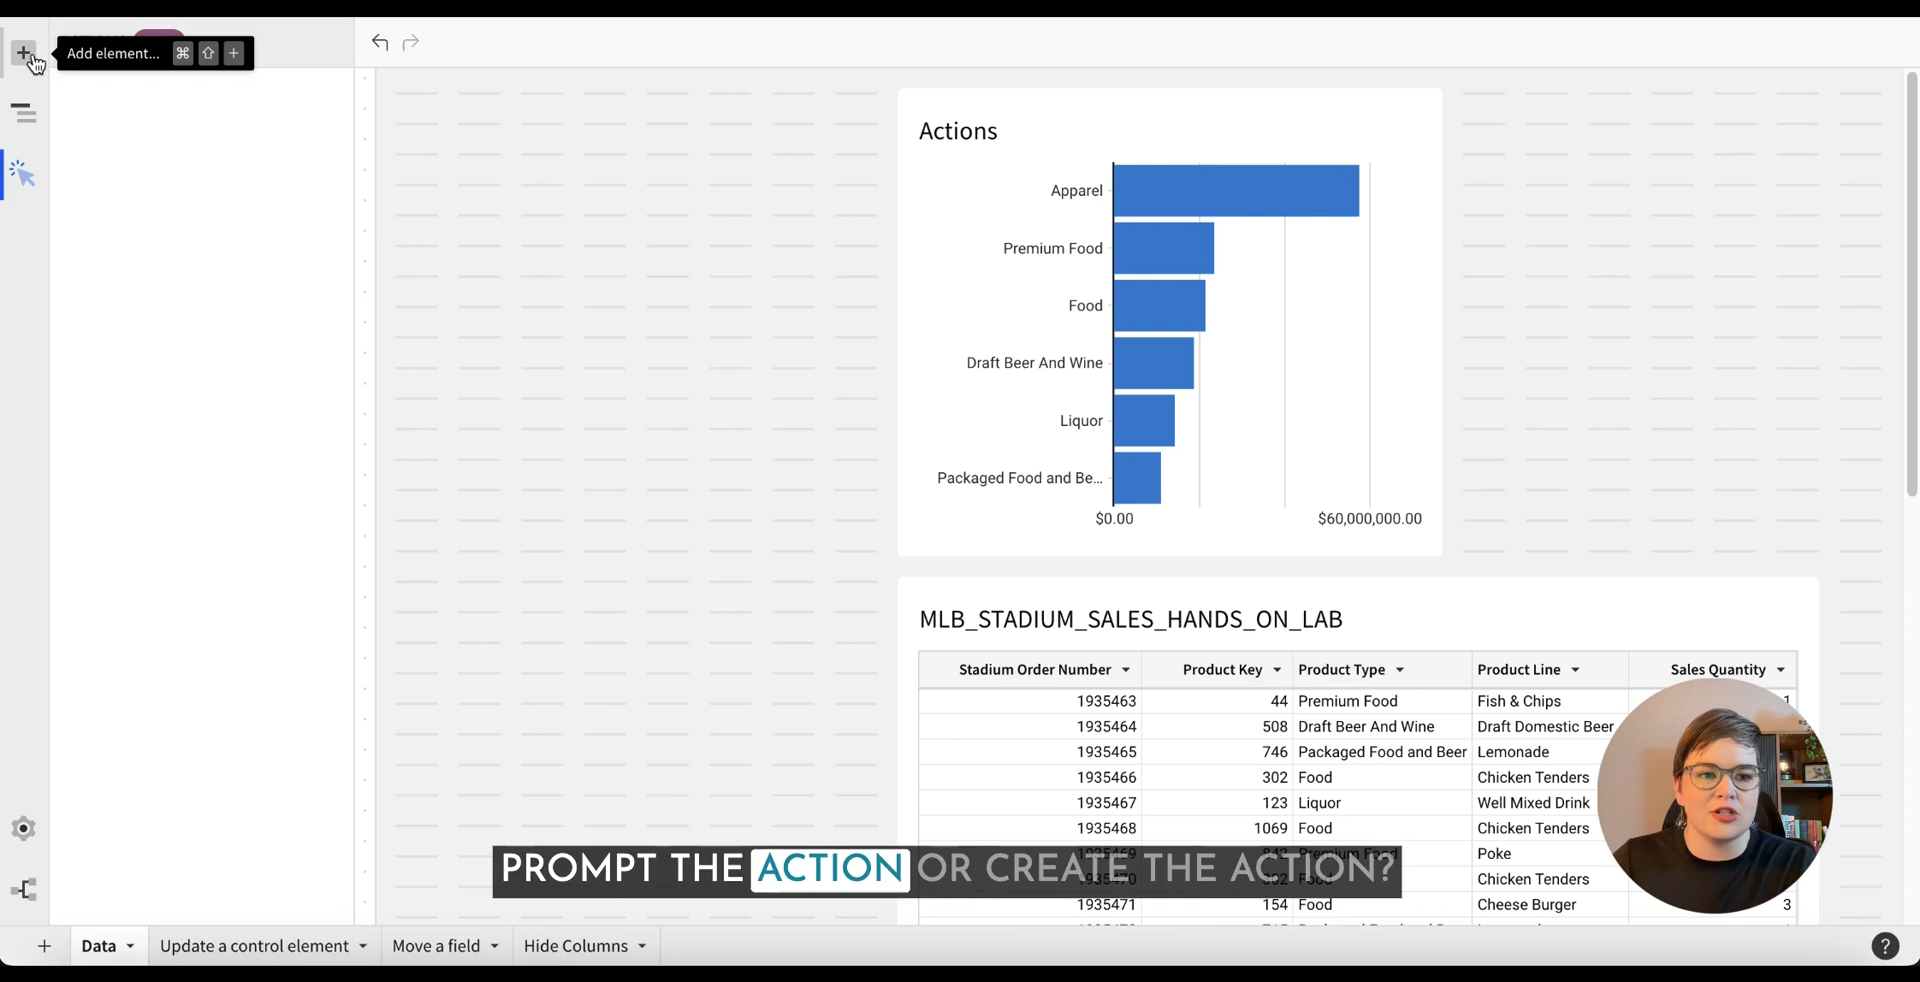 Add element... ⌘ ⇧ +
Actions
Apparel
Premium Food
Food
Draft Beer And Wine
Liquor
Packaged Food and Be...
$0.00 $60,000,000.00
MLB_STADIUM_SALES_HANDS_ON_LAB
Stadium Order Number Product Key Product Type Product Line Sales Quantity
1935463 44 Premium Food Fish & Chips 1
1935464 508 Draft Beer And Wine Draft Domestic Beer
1935465 746 Packaged Food and Beer Lemonade
1935466 302 Food Chicken Tenders
1935467 123 Liquor Well Mixed Drink
1935468 1069 Food Chicken Tenders
Premium Food Poke
Food Chicken Tenders
PROMPT THE ACTION OR CREATE THE ACTION?
1935471 154 Food Cheese Burger 3
+ Data Update a control element Move a field Hide Columns ?